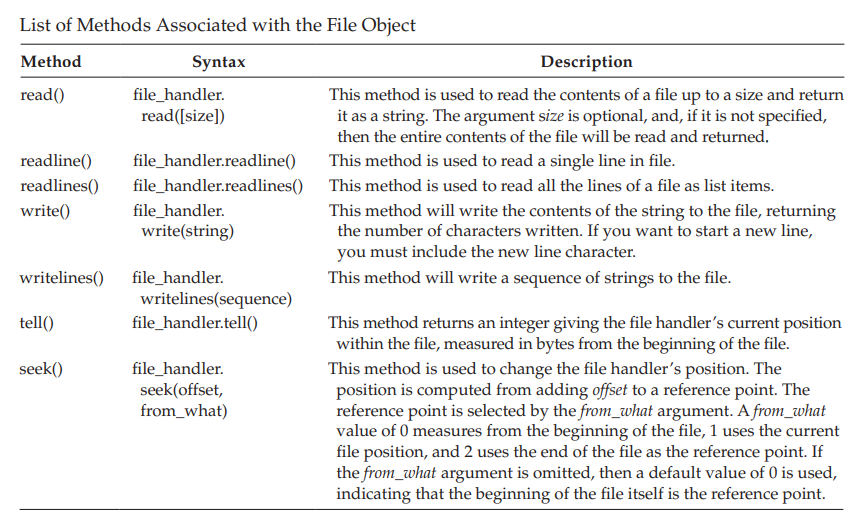 List of Methods Associated with the File Object
Method Syntax Description
read() file_handler. This method is used to read the contents of a file up to a size and return
read([size]) it as a string. The argument size is optional, and, if it is not specified,
then the entire contents of the file will be read and returned.
readline() file_handler.readline() This method is used to read a single line in file.
readlines() file_handler.readlines() This method is used to read all the lines of a file as list items.
write() file_handler. This method will write the contents of the string to the file, returning
write(string) the number of characters written. If you want to start a new line,
you must include the new line character.
writelines() file_handler. This method will write a sequence of strings to the file.
writelines(sequence)
tell() file_handler.tell() This method returns an integer giving the file handler’s current position
within the file, measured in bytes from the beginning of the file.
seek() file_handler. This method is used to change the file handler’s position. The
seek(offset, position is computed from adding offset to a reference point. The
from_what) reference point is selected by the from_what argument. A from_what
value of 0 measures from the beginning of the file, 1 uses the current
file position, and 2 uses the end of the file as the reference point. If
the from_what argument is omitted, then a default value of 0 is used,
indicating that the beginning of the file itself is the reference point.